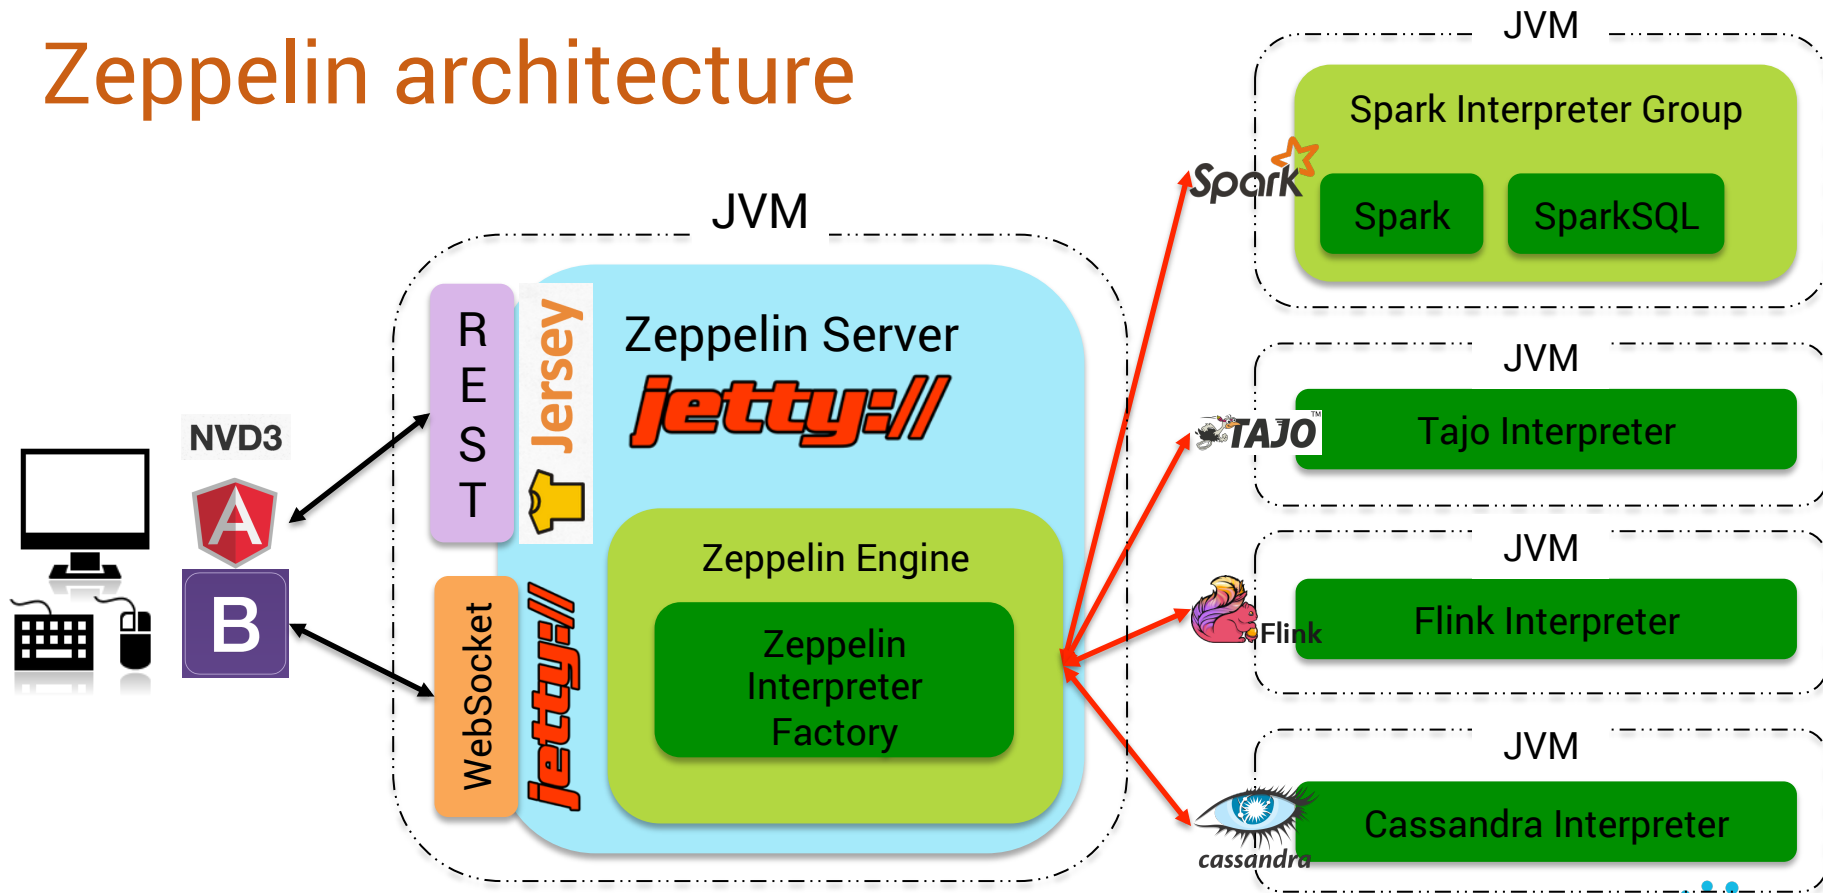 Zeppelin architecture
JVM
R
E
S
T
Jersey
Zeppelin Server
jetty://
WebSocket
jetty://
Zeppelin Engine
Zeppelin
Interpreter
Factory
NVD3
A
B
JVM
Spark Interpreter Group
Spark
Spark
SparkSQL
JVM
TAJO™
Tajo Interpreter
JVM
Flink
Flink Interpreter
JVM
cassandra
Cassandra Interpreter